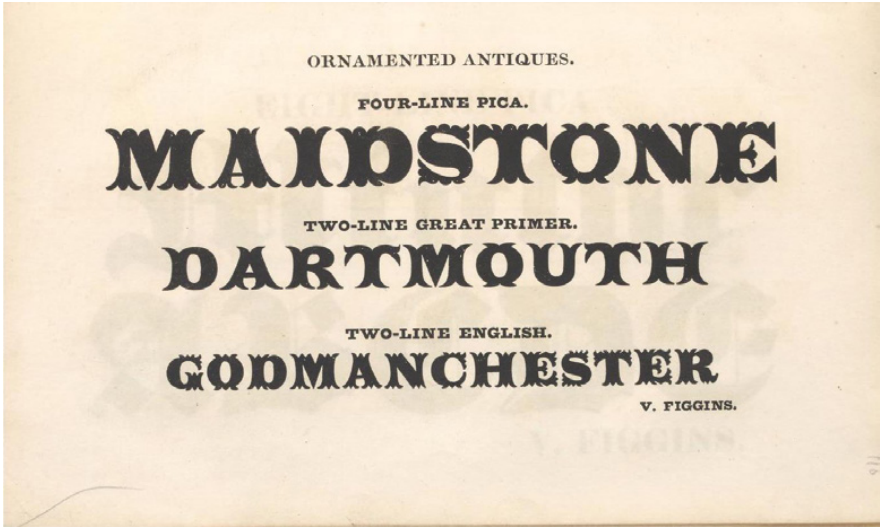 ORNAMENTED ANTIQUES.
FOUR-LINE PICA.
MAIDSTONE
TWO-LINE GREAT PRIMER.
DARTMOUTH
TWO-LINE ENGLISH.
GODMANCHESTER
V. FIGGINS.